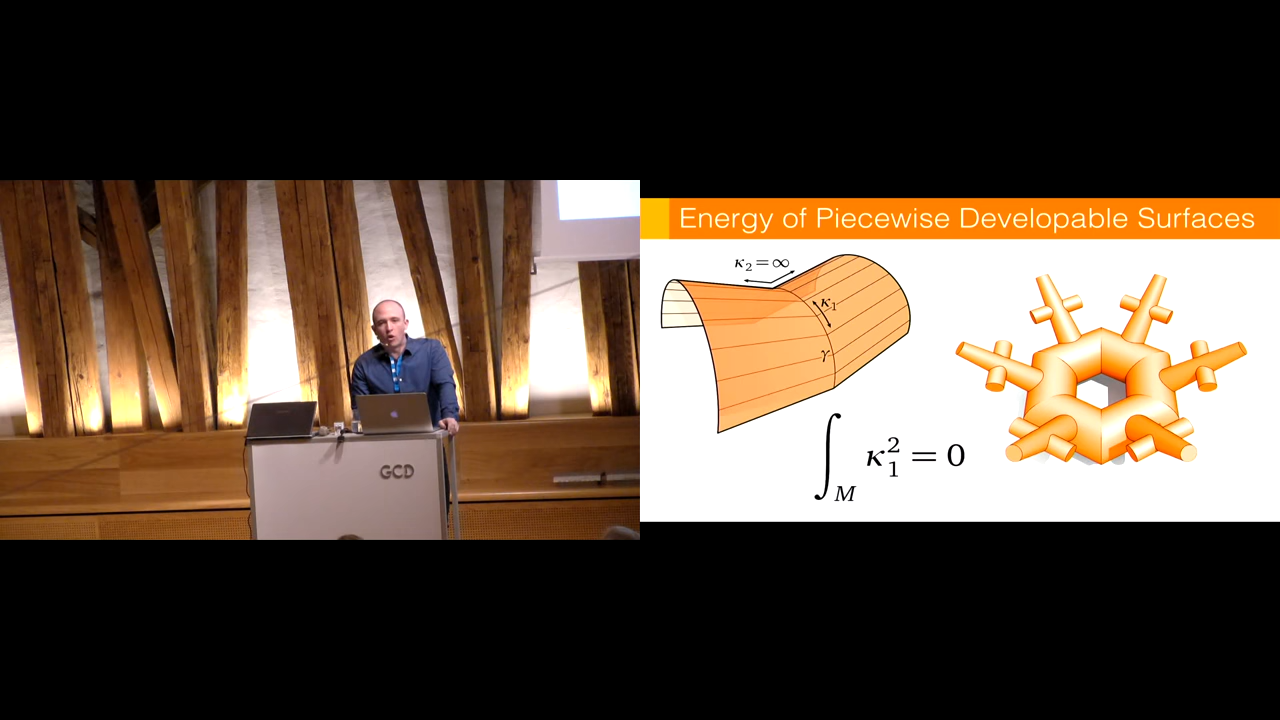 Energy of Piecewise Developable Surfaces
κ₂ = ∞
κ₁
γ
∫_M κ₁² = 0
GCD